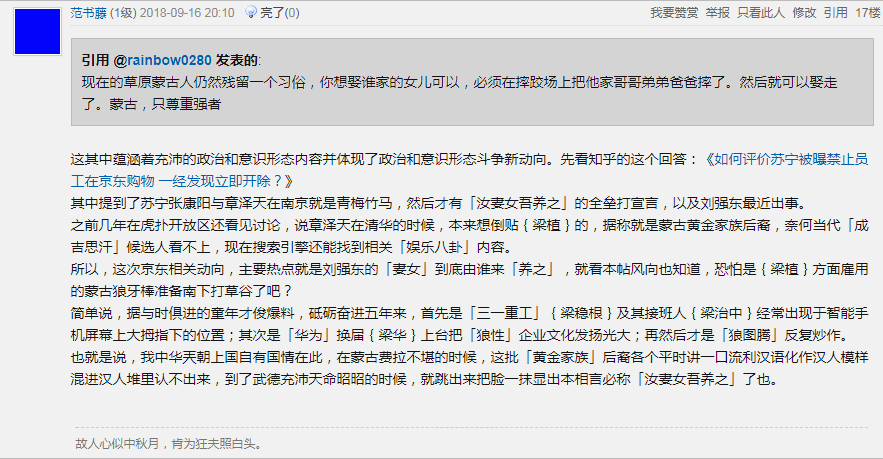 范书藤 (1级) 2018-09-16 20:10 亮了(0) 我要赞赏 举报 只看此人 修改 引用 17楼
引用 @rainbow0280 发表的:
现在的草原蒙古人仍然残留一个习俗，你想娶谁家的女儿可以，必须在摔跤场上把他家哥哥弟弟爸爸摔了。然后就可以娶走
了。蒙古，只尊重强者
这其中蕴涵着充沛的政治和意识形态内容并体现了政治和意识形态斗争新动向。先看知乎的这个回答：《如何评价苏宁被曝禁止员
工在京东购物 一经发现立即开除？》
其中提到了苏宁张康阳与章泽天在南京就是青梅竹马，然后才有「汝妻女吾养之」的全垒打宣言，以及刘强东最近出事。
之前几年在虎扑开放区还看见讨论，说章泽天在清华的时候，本来想倒贴｛梁植｝的，据称就是蒙古黄金家族后裔，奈何当代「成
吉思汗」候选人看不上，现在搜索引擎还能找到相关「娱乐八卦」内容。
所以，这次京东相关动向，主要热点就是刘强东的「妻女」到底由谁来「养之」，就看本帖风向也知道，恐怕是｛梁植｝方面雇用
的蒙古狼牙棒准备南下打草谷了吧？
简单说，据与时俱进的童年才俊爆料，砥砺奋进五年来，首先是「三一重工」｛梁稳根｝及其接班人｛梁治中｝经常出现于智能手
机屏幕上大拇指下的位置；其次是「华为」换届｛梁华｝上台把「狼性」企业文化发扬光大；再然后才是「狼图腾」反复炒作。
也就是说，我中华天朝上国自有国情在此，在蒙古费拉不堪的时候，这批「黄金家族」后裔各个平时讲一口流利汉语化作汉人模样
混进汉人堆里认不出来，到了武德充沛天命昭昭的时候，就跳出来把脸一抹显出本相言必称「汝妻女吾养之」了也。
故人心似中秋月，肯为狂夫照白头。